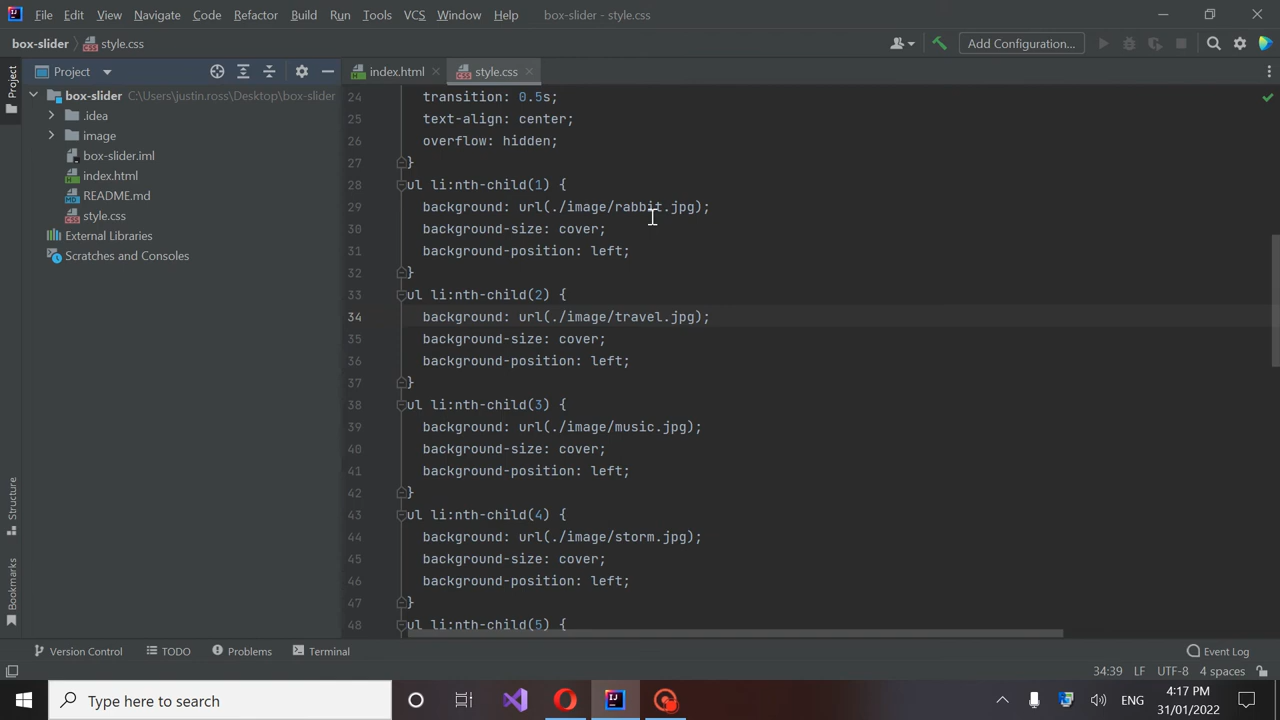 File Edit View Navigate Code Refactor Build Run Tools VCS Window Help box-slider - style.css
box-slider style.css Add Configuration...
Project
Project index.html style.css
box-slider C:\Users\justin.ross\Desktop\box-slider
.idea
image
box-slider.iml
index.html
README.md
style.css
External Libraries
Scratches and Consoles
24 transition: 0.5s;
25 text-align: center;
26 overflow: hidden;
27 }
28 ul li:nth-child(1) {
29 background: url(./image/rabbit.jpg);
30 background-size: cover;
31 background-position: left;
32 }
33 ul li:nth-child(2) {
34 background: url(./image/travel.jpg);
35 background-size: cover;
36 background-position: left;
37 }
38 ul li:nth-child(3) {
39 background: url(./image/music.jpg);
40 background-size: cover;
41 background-position: left;
42 }
43 ul li:nth-child(4) {
44 background: url(./image/storm.jpg);
45 background-size: cover;
46 background-position: left;
47 }
48 ul li:nth-child(5) {
Structure
Bookmarks
Version Control TODO Problems Terminal Event Log
34:39 LF UTF-8 4 spaces
Type here to search
ENG
4:17 PM
31/01/2022